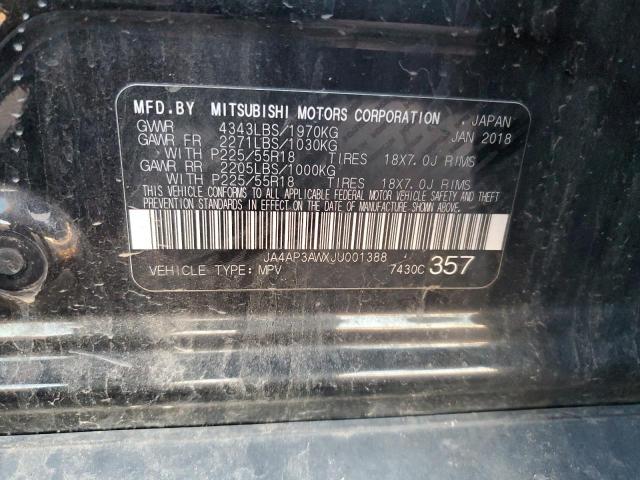 MFD.BY MITSUBISHI MOTORS CORPORATION . JAPAN
GVWR 4343LBS/1970KG JAN 2018
GAWR FR 2271LBS/1030KG
WITH P225/55R18 TIRES 18X7.0J RIMS
GAWR RR 2205LBS/1000KG
WITH P225/55R18 TIRES 18X7.0J RIMS
THIS VEHICLE CONFORMS TO ALL APPLICABLE FEDERAL MOTOR VEHICLE SAFETY AND THEFT
PREVENTION STANDARDS IN EFFECT ON THE DATE OF MANUFACTURE SHOWN ABOVE.
JA4AP3AWXJU001388
VEHICLE TYPE: MPV 7430C 357